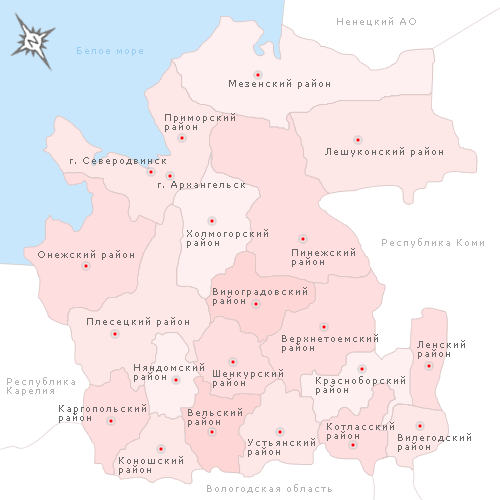 Ненецкий АО
Белое море
Мезенский район
Приморский
район
Лешуконский район
г. Северодвинск
г. Архангельск
Холмогорский
район
Республика Коми
Онежский район
Пинежский
район
Виноградовский
район
Плесецкий район
Верхнетоемский
район
Ленский
район
Няндомский
район
Шенкурский
район
Красноборский
район
Республика
Карелия
Каргопольский
район
Вельский
район
Котласский
район
Вилегодский
район
Устьянский
район
Коношский
район
Вологодская область